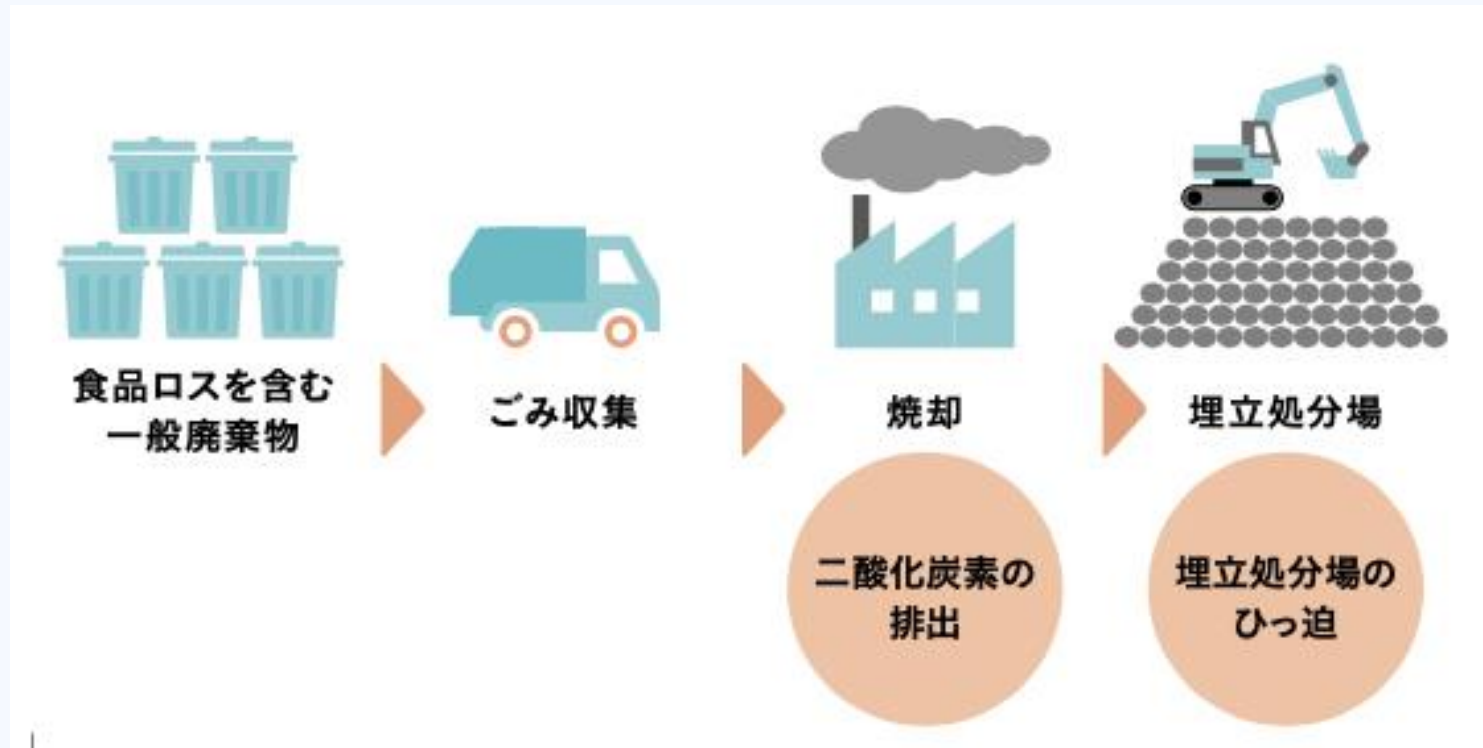 食品ロスを含む
一般廃棄物
ごみ収集
焼却
埋立処分場
二酸化炭素の
排出
埋立処分場の
ひっ迫